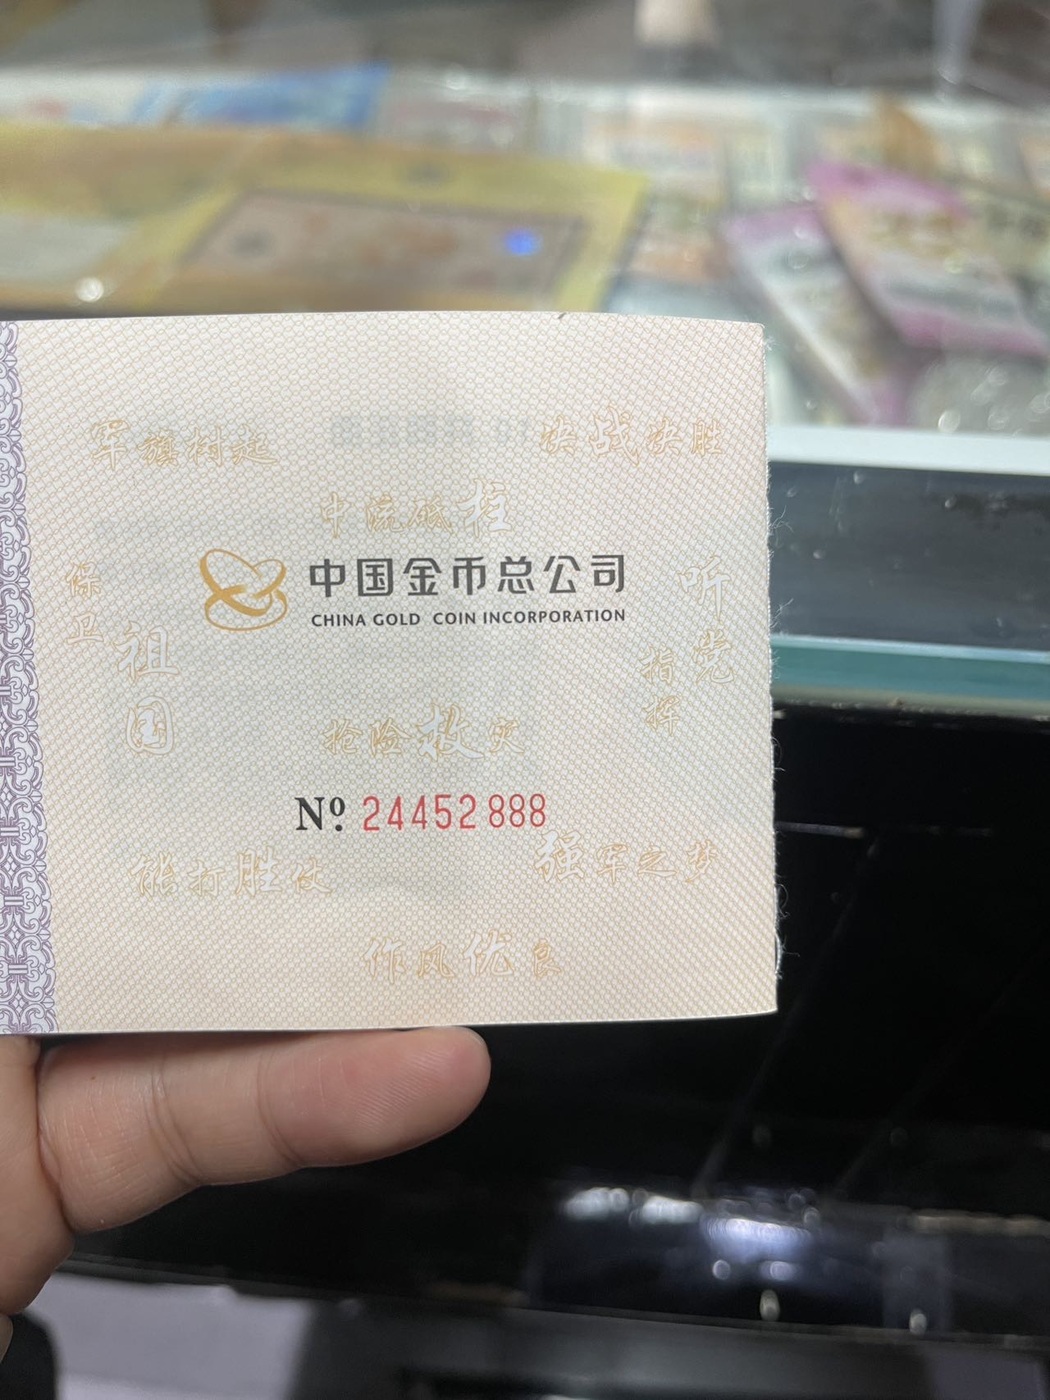 军旗树起
决战决胜
中流砥柱
保卫祖国
中国金币总公司
CHINA GOLD COIN INCORPORATION
听党指挥
抢险救灾
Nº 24452888
能打胜仗
强军之梦
作风优良